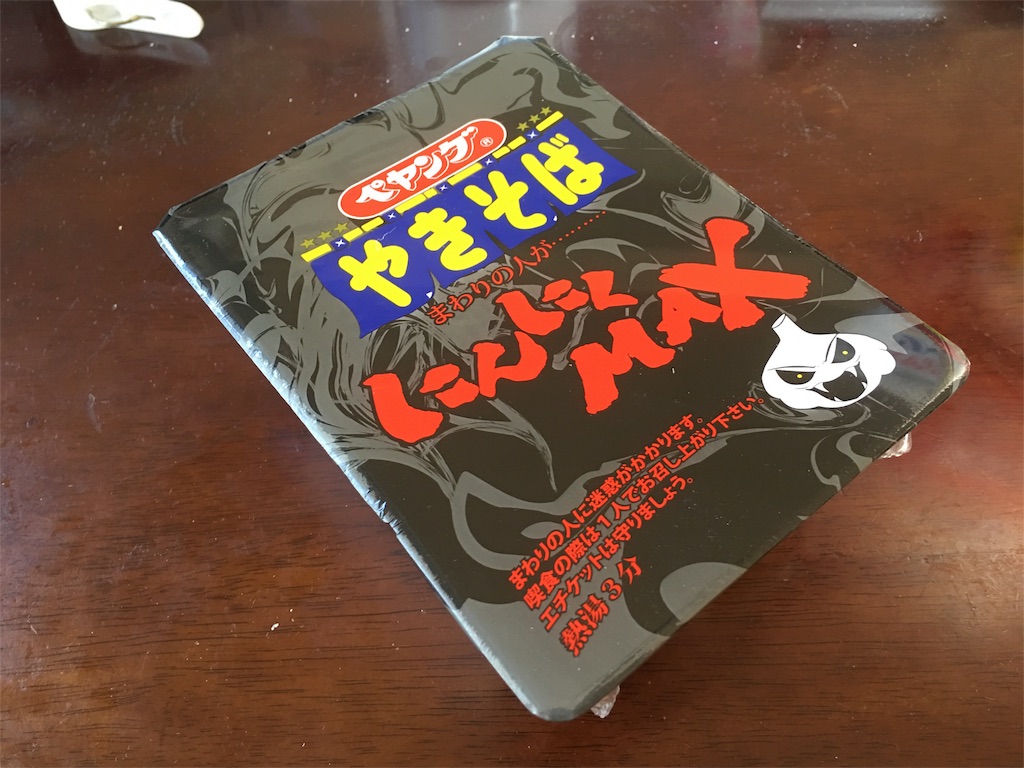 ペヤング®
やきそば
まわりの人が………
にんにく
MAX
まわりの人に迷惑がかかります。
喫食の際は1人でお召し上がり下さい。
エチケットは守りましょう。
熱湯3分